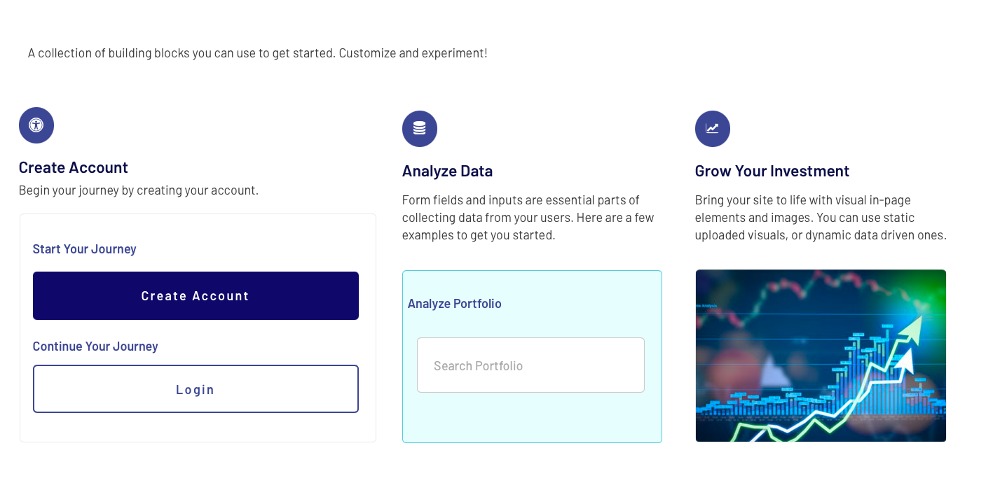 A collection of building blocks you can use to get started. Customize and experiment!
Create Account
Begin your journey by creating your account.
Start Your Journey
Create Account
Continue Your Journey
Login
Analyze Data
Form fields and inputs are essential parts of
collecting data from your users. Here are a few
examples to get you started.
Analyze Portfolio
Search Portfolio
Grow Your Investment
Bring your site to life with visual in-page
elements and images. You can use static
uploaded visuals, or dynamic data driven ones.
Analysis